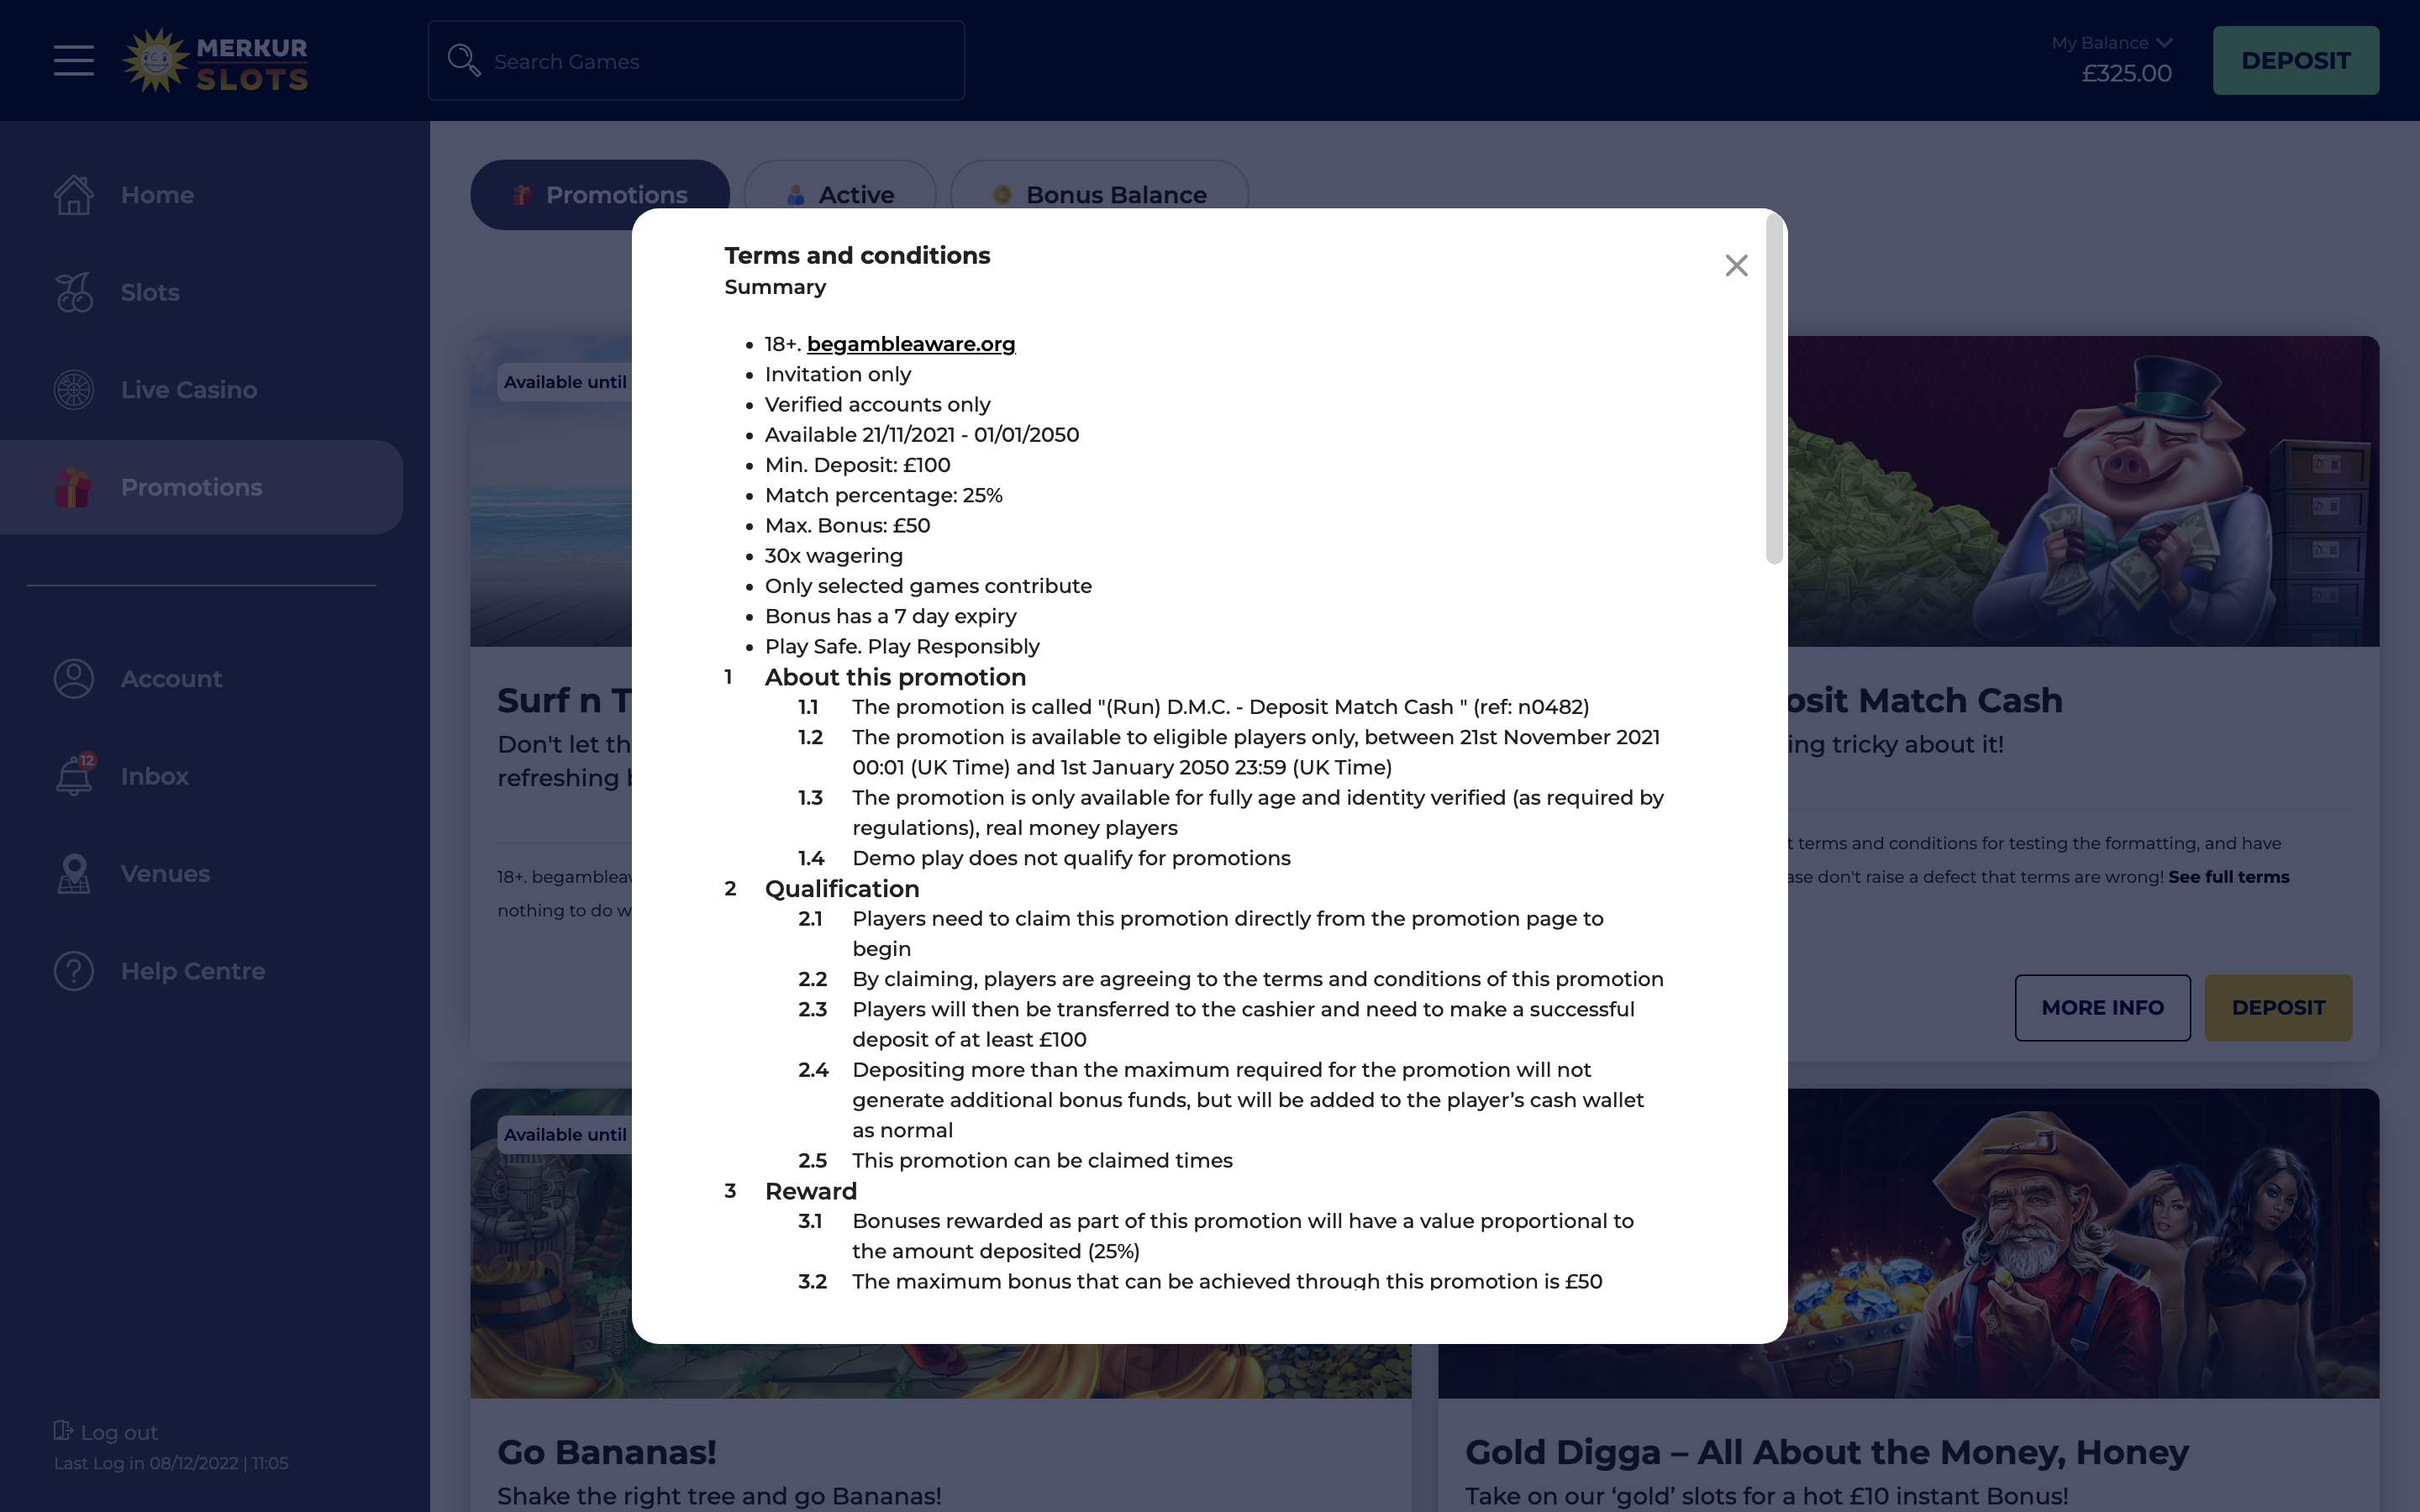 MERKUR
SLOTS
Search Games
My Balance
£325.00
DEPOSIT
Home
Slots
Live Casino
Promotions
Account
12
Inbox
Venues
Help Centre
Log out
Last Log in 08/12/2022 | 11:05
Promotions
Active
Bonus Balance
Terms and conditions
Summary
• 18+. begambleaware.org
• Invitation only
• Verified accounts only
• Available 21/11/2021 - 01/01/2050
• Min. Deposit: £100
• Match percentage: 25%
• Max. Bonus: £50
• 30x wagering
• Only selected games contribute
• Bonus has a 7 day expiry
• Play Safe. Play Responsibly
1 About this promotion
1.1 The promotion is called "(Run) D.M.C. - Deposit Match Cash " (ref: n0482)
1.2 The promotion is available to eligible players only, between 21st November 2021
00:01 (UK Time) and 1st January 2050 23:59 (UK Time)
1.3 The promotion is only available for fully age and identity verified (as required by
regulations), real money players
1.4 Demo play does not qualify for promotions
2 Qualification
2.1 Players need to claim this promotion directly from the promotion page to
begin
2.2 By claiming, players are agreeing to the terms and conditions of this promotion
2.3 Players will then be transferred to the cashier and need to make a successful
deposit of at least £100
2.4 Depositing more than the maximum required for the promotion will not
generate additional bonus funds, but will be added to the player’s cash wallet
as normal
2.5 This promotion can be claimed times
3 Reward
3.1 Bonuses rewarded as part of this promotion will have a value proportional to
the amount deposited (25%)
3.2 The maximum bonus that can be achieved through this promotion is £50
Available until
Surf n
Don't let
refreshing
18+.
nothing to do
Match Cash
tricky about it!
terms and conditions for testing the formatting, and have
don't raise a defect that terms are wrong! See full terms
MORE INFO
DEPOSIT
Available until
Go Bananas!
Shake the right tree and go Bananas!
Gold Digga – All About the Money, Honey
Take on our ‘gold’ slots for a hot £10 instant Bonus!